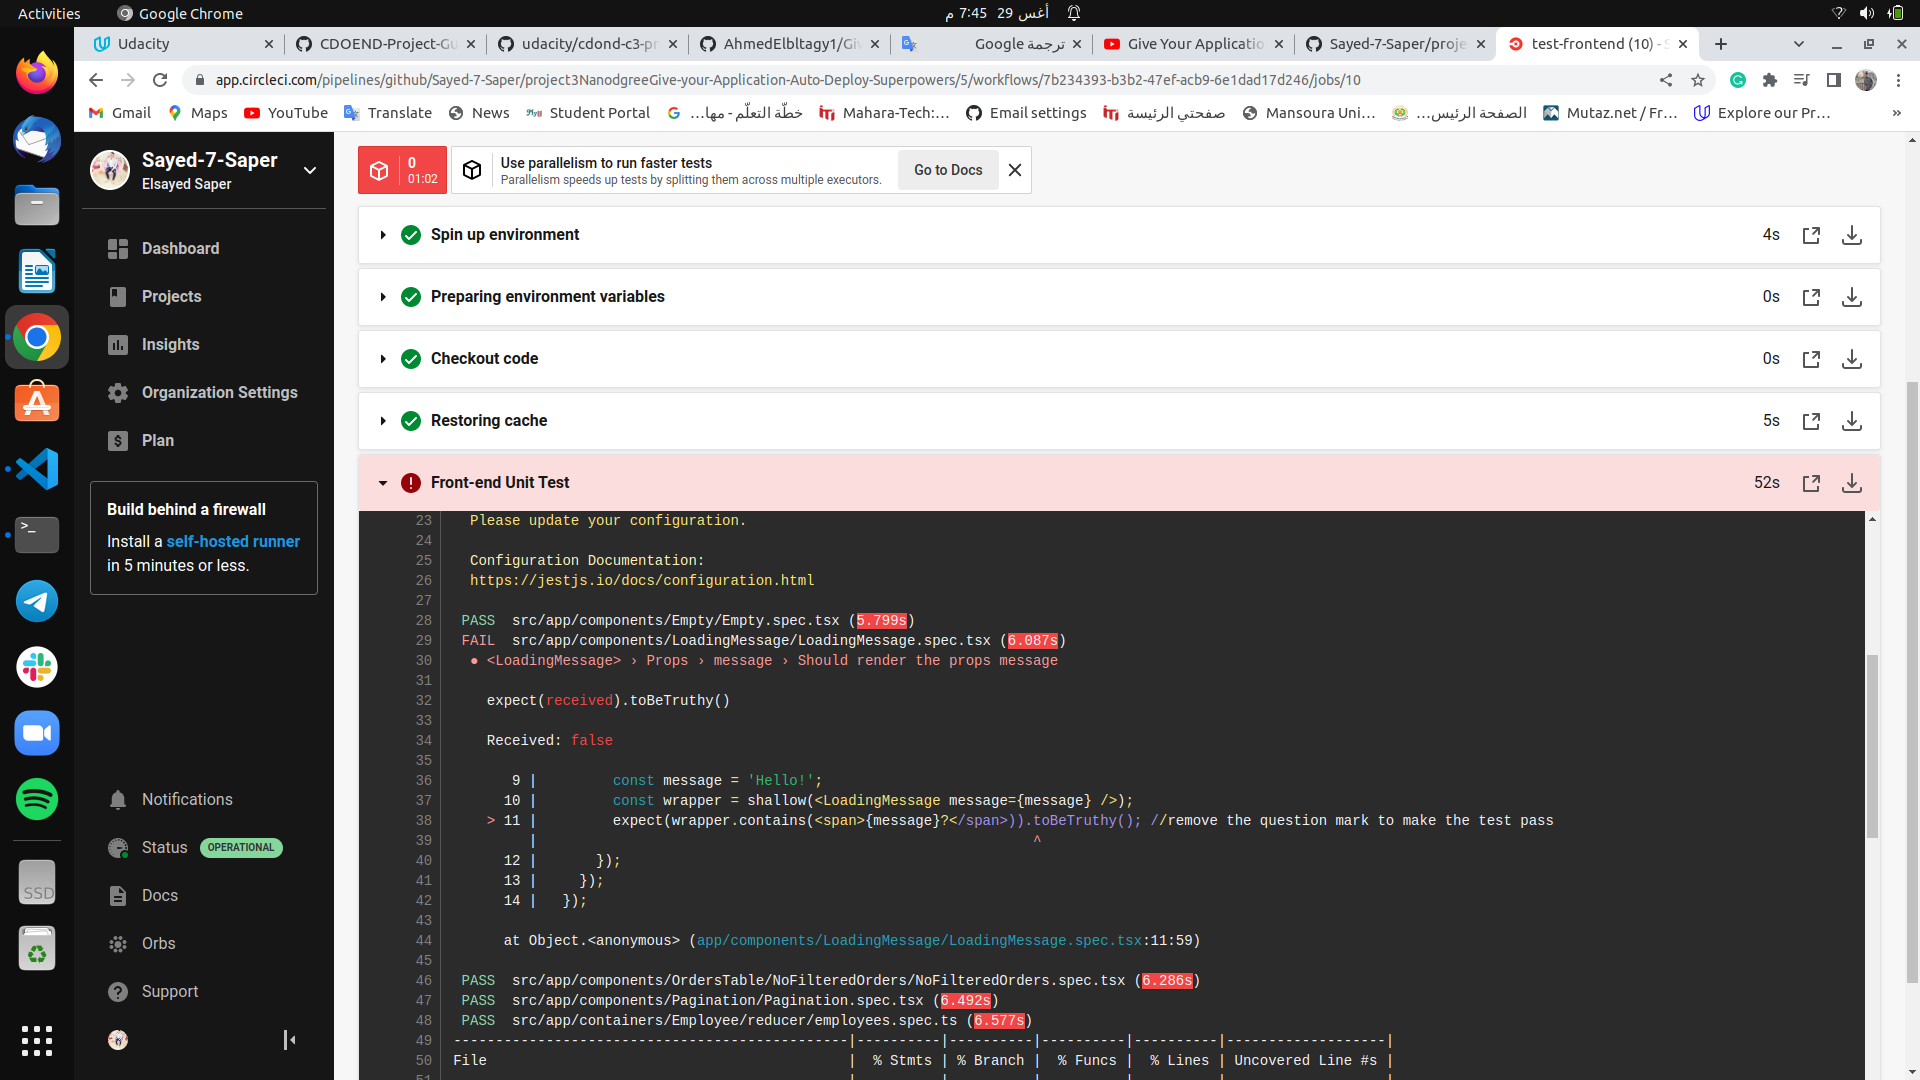 Activities
Google Chrome
أغس 29 7:45 م
Udacity
CDOEND-Project-Gu
udacity/cdond-c3-pr
AhmedElbltagy1/Giv
ترجمة Google
Give Your Applicatio
Sayed-7-Saper/proje
test-frontend (10) - S
app.circleci.com/pipelines/github/Sayed-7-Saper/project3NanodgreeGive-your-Application-Auto-Deploy-Superpowers/5/workflows/7b234393-b3b2-47ef-acb9-6e1dad17d246/jobs/10
Gmail
Maps
YouTube
Translate
News
Student Portal
خطّة التعلّم - مها...
Mahara-Tech:...
Email settings
صفحتي الرئيسة
Mansoura Uni...
الصفحة الرئيس...
Mutaz.net / Fr...
Explore our Pr...
»
Sayed-7-Saper
Elsayed Saper
Dashboard
Projects
Insights
Organization Settings
Plan
Build behind a firewall
Install a self-hosted runner
in 5 minutes or less.
Notifications
Status OPERATIONAL
Docs
Orbs
Support
SSD
0
01:02
Use parallelism to run faster tests
Parallelism speeds up tests by splitting them across multiple executors.
Go to Docs
Spin up environment 4s
Preparing environment variables 0s
Checkout code 0s
Restoring cache 5s
Front-end Unit Test 52s
23 Please update your configuration.
24
25 Configuration Documentation:
26 https://jestjs.io/docs/configuration.html
27
28 PASS src/app/components/Empty/Empty.spec.tsx (5.799s)
29 FAIL src/app/components/LoadingMessage/LoadingMessage.spec.tsx (6.087s)
30 ● <LoadingMessage> › Props › message › Should render the props message
31
32 expect(received).toBeTruthy()
33
34 Received: false
35
36 9 | const message = 'Hello!';
37 10 | const wrapper = shallow(<LoadingMessage message={message} />);
38 > 11 | expect(wrapper.contains(<span>{message}?</span>)).toBeTruthy(); //remove the question mark to make the test pass
39 | ^
40 12 | });
41 13 | });
42 14 | });
43
44 at Object.<anonymous> (app/components/LoadingMessage/LoadingMessage.spec.tsx:11:59)
45
46 PASS src/app/components/OrdersTable/NoFilteredOrders/NoFilteredOrders.spec.tsx (6.286s)
47 PASS src/app/components/Pagination/Pagination.spec.tsx (6.492s)
48 PASS src/app/containers/Employee/reducer/employees.spec.ts (6.577s)
49 -----------------------------------------------|----------|----------|----------|----------|-------------------|
50 File | % Stmts | % Branch | % Funcs | % Lines | Uncovered Line #s |